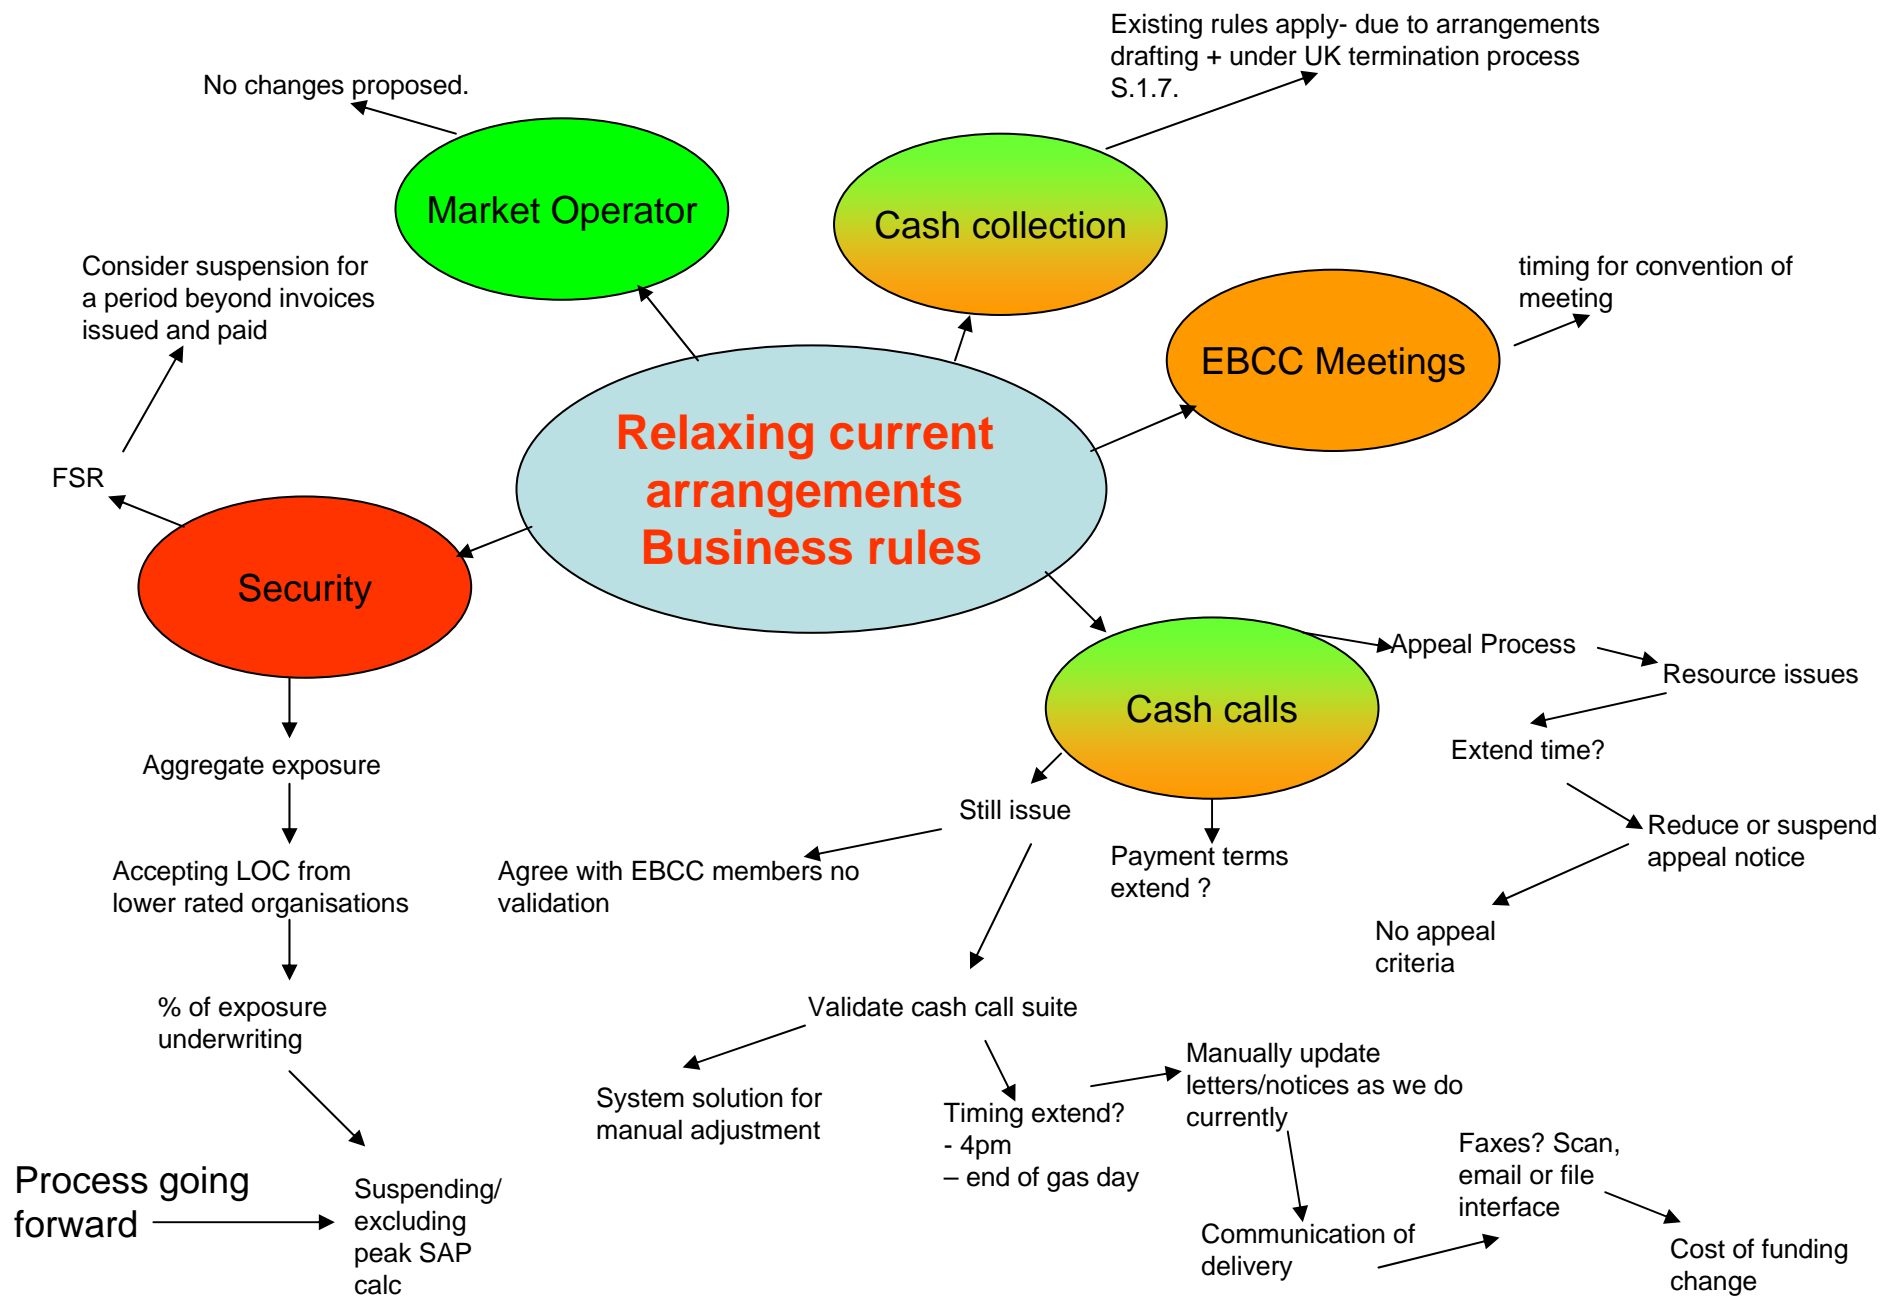 Existing rules apply- due to arrangements
drafting + under UK termination process
S.1.7.
No changes proposed.
Market Operator
Cash collection
Consider suspension for
a period beyond invoices
issued and paid
timing for convention of
meeting
EBCC Meetings
Relaxing current
arrangements
Business rules
FSR
Security
Appeal Process
Resource issues
Cash calls
Extend time?
Aggregate exposure
Still issue
Reduce or suspend
appeal notice
Payment terms
extend ?
Accepting LOC from
lower rated organisations
Agree with EBCC members no
validation
No appeal
criteria
% of exposure
underwriting
Validate cash call suite
Manually update
letters/notices as we do
currently
System solution for
manual adjustment
Timing extend?
- 4pm
– end of gas day
Faxes? Scan,
email or file
interface
Process going
forward
Suspending/
excluding
peak SAP
calc
Communication of
delivery
Cost of funding
change